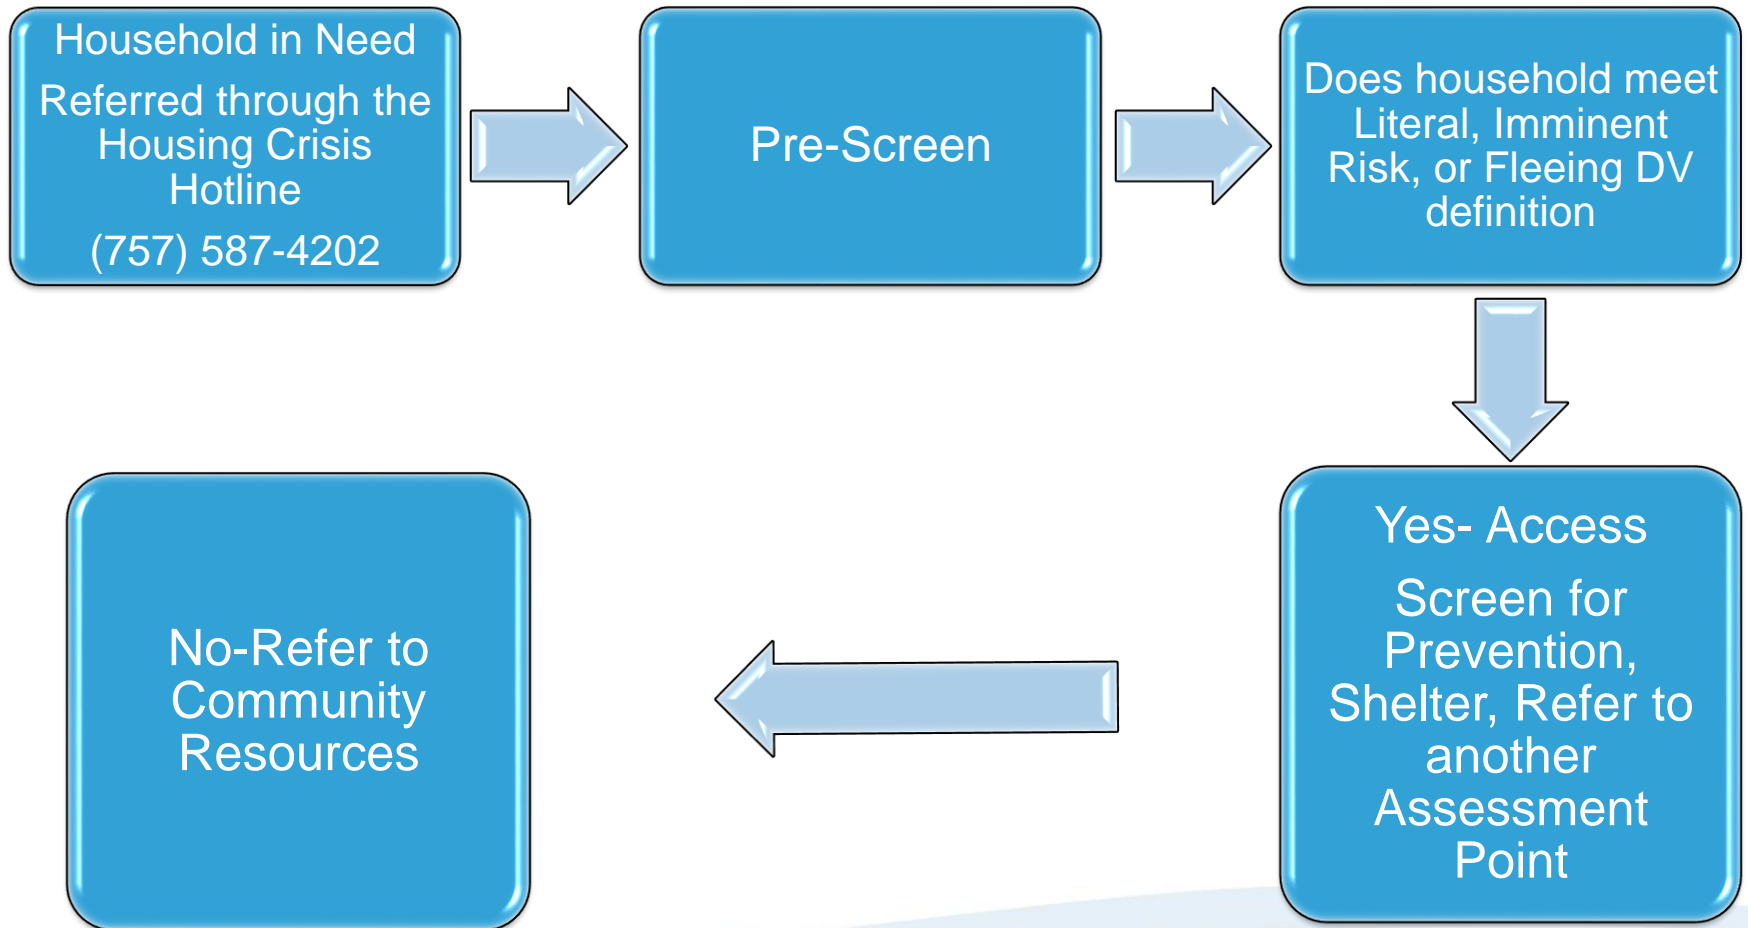 Household in Need
Referred through the
Housing Crisis
Hotline
(757) 587-4202
Pre-Screen
Does household meet
Literal, Imminent
Risk, or Fleeing DV
definition
Yes- Access
Screen for
Prevention,
Shelter, Refer to
another
Assessment
Point
No-Refer to
Community
Resources